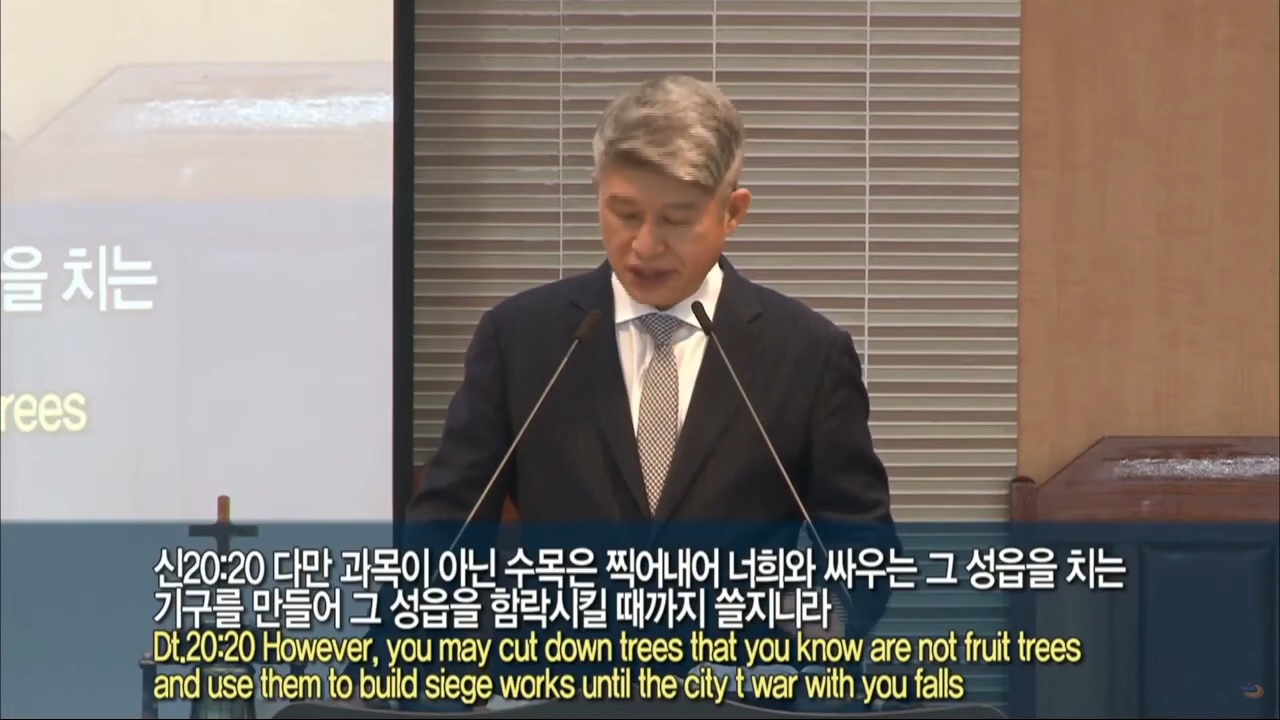 을 치는
rees
신20:20 다만 과목이 아닌 수목은 찍어내어 너희와 싸우는 그 성읍을 치는
기구를 만들어 그 성읍을 함락시킬 때까지 쓸지니라
Dt.20:20 However, you may cut down trees that you know are not fruit trees
and use them to build siege works until the city t war with you falls